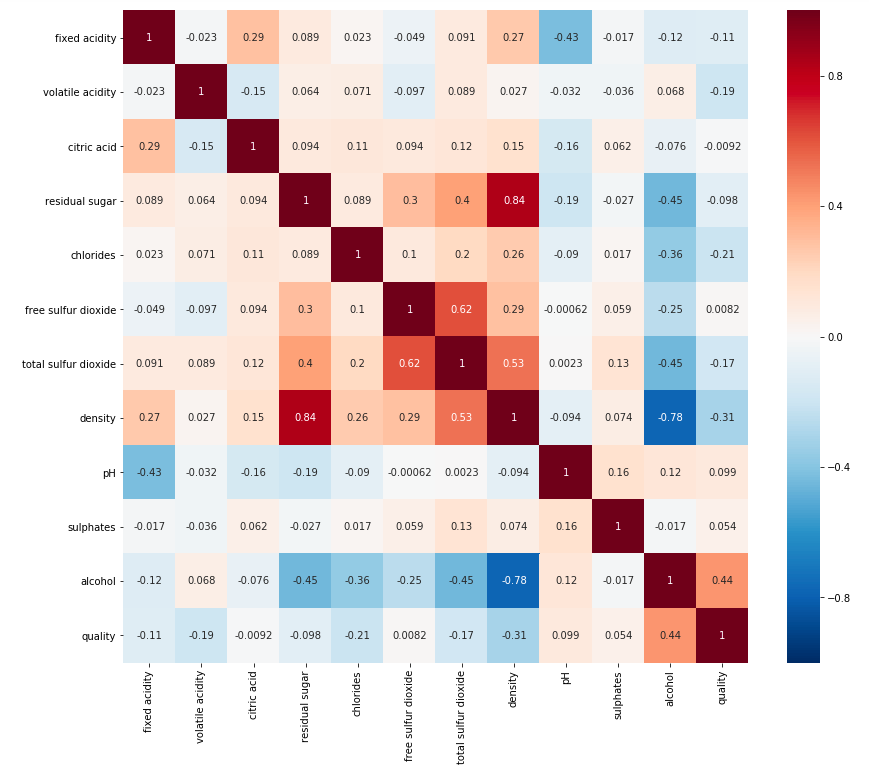 fixed acidity 1 -0.023 0.29 0.089 0.023 -0.049 0.091 0.27 -0.43 -0.017 -0.12 -0.11
volatile acidity -0.023 1 -0.15 0.064 0.071 -0.097 0.089 0.027 -0.032 -0.036 0.068 -0.19
citric acid 0.29 -0.15 1 0.094 0.11 0.094 0.12 0.15 -0.16 0.062 -0.076 -0.0092
residual sugar 0.089 0.064 0.094 1 0.089 0.3 0.4 0.84 -0.19 -0.027 -0.45 -0.098
chlorides 0.023 0.071 0.11 0.089 1 0.1 0.2 0.26 -0.09 0.017 -0.36 -0.21
free sulfur dioxide -0.049 -0.097 0.094 0.3 0.1 1 0.62 0.29 -0.00062 0.059 -0.25 0.0082
total sulfur dioxide 0.091 0.089 0.12 0.4 0.2 0.62 1 0.53 0.0023 0.13 -0.45 -0.17
density 0.27 0.027 0.15 0.84 0.26 0.29 0.53 1 -0.094 0.074 -0.78 -0.31
pH -0.43 -0.032 -0.16 -0.19 -0.09 -0.00062 0.0023 -0.094 1 0.16 0.12 0.099
sulphates -0.017 -0.036 0.062 -0.027 0.017 0.059 0.13 0.074 0.16 1 -0.017 0.054
alcohol -0.12 0.068 -0.076 -0.45 -0.36 -0.25 -0.45 -0.78 0.12 -0.017 1 0.44
quality -0.11 -0.19 -0.0092 -0.098 -0.21 0.0082 -0.17 -0.31 0.099 0.054 0.44 1
fixed acidity
volatile acidity
citric acid
residual sugar
chlorides
free sulfur dioxide
total sulfur dioxide
density
pH
sulphates
alcohol
quality
0.8
0.4
0.0
−0.4
−0.8